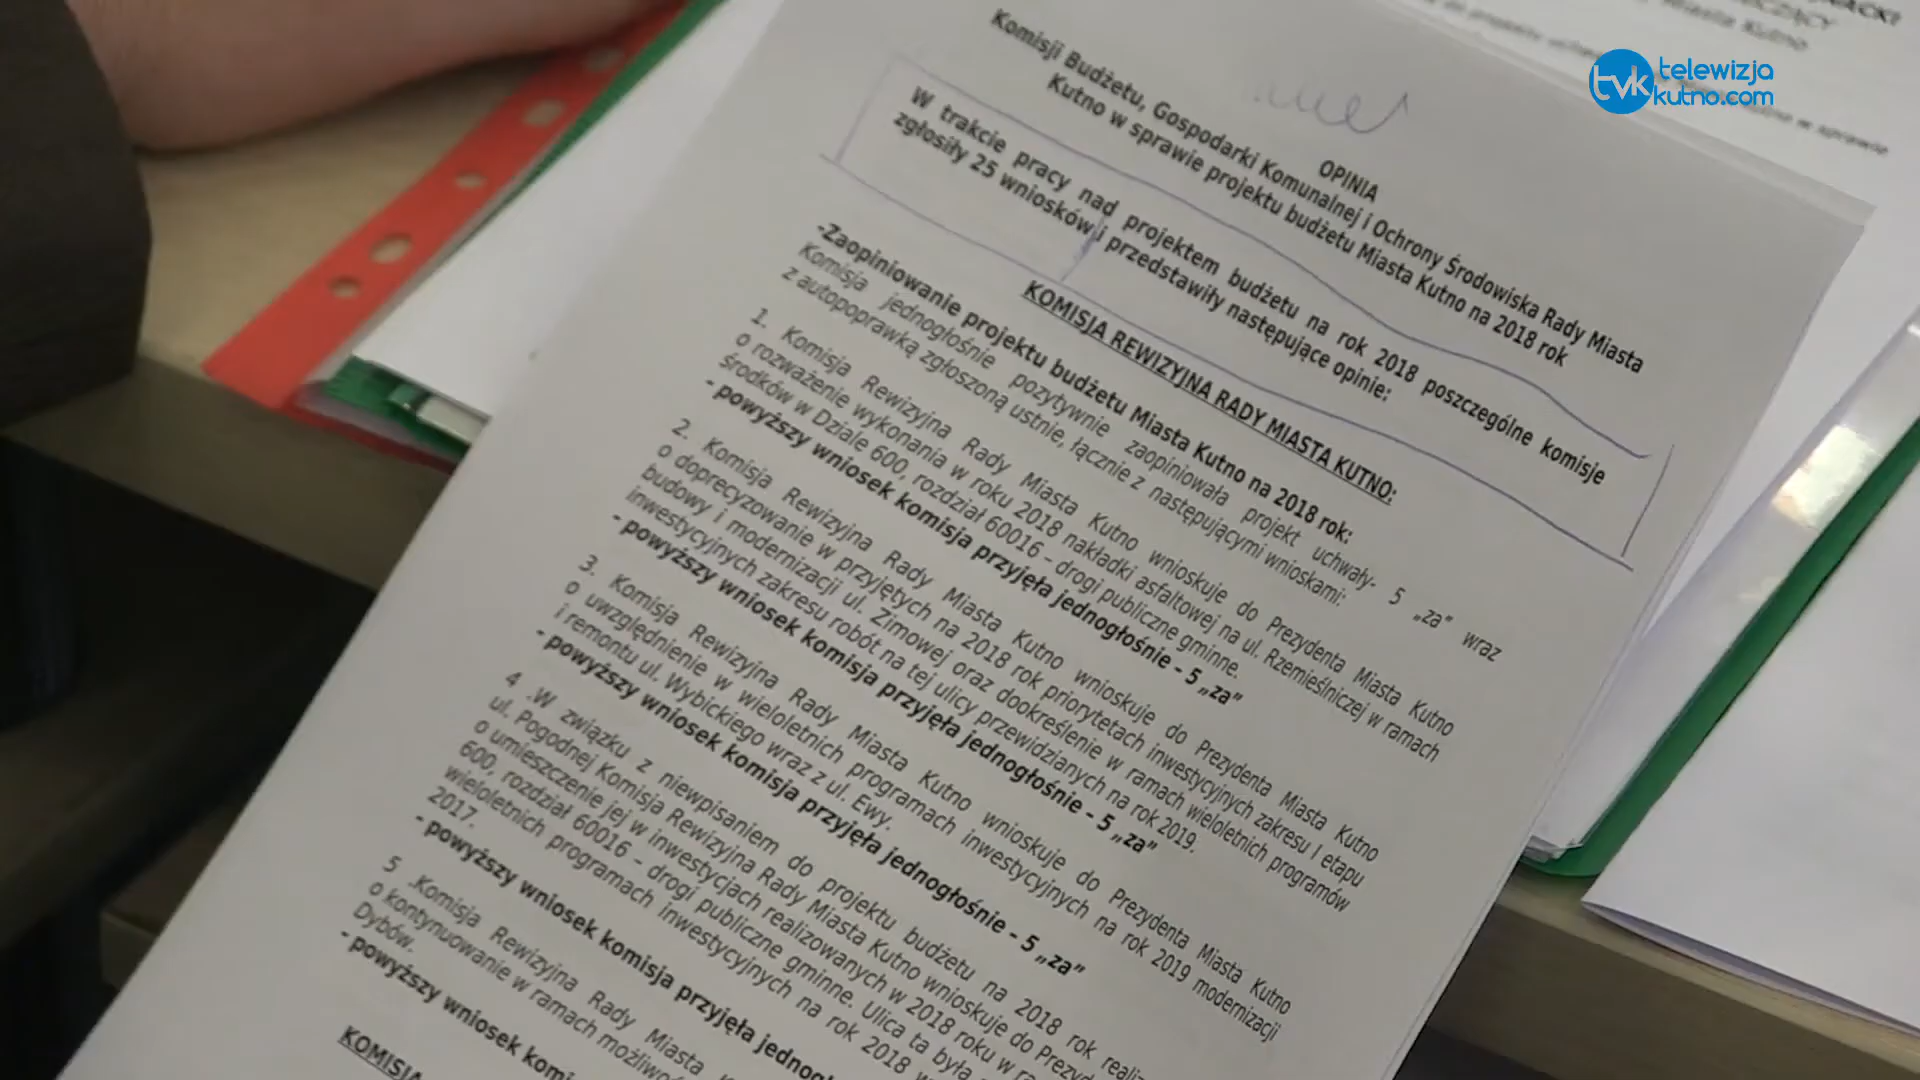 telewizja
tvk kutno.com
OPINIA
Komisji Budżetu, Gospodarki Komunalnej i Ochrony Środowiska Rady Miasta
Kutno w sprawie projektu budżetu Miasta Kutno na 2018 rok
W trakcie pracy nad projektem budżetu na rok 2018 poszczególne komisje
zgłosiły 25 wniosków i przedstawiły następujące opinie:
KOMISJA REWIZYJNA RADY MIASTA KUTNO:
-Zaopiniowanie projektu budżetu Miasta Kutno na 2018 rok:
Komisja jednogłośnie pozytywnie zaopiniowała projekt uchwały- 5 „za” wraz
z autopoprawką zgłoszoną ustnie, łącznie z następującymi wnioskami:
1. Komisja Rewizyjna Rady Miasta Kutno wnioskuje do Prezydenta Miasta Kutno
o rozważenie wykonania w roku 2018 nakładki asfaltowej na ul. Rzemieślniczej w ramach
środków w Dziale 600, rozdział 60016 – drogi publiczne gminne.
- powyższy wniosek komisja przyjęła jednogłośnie – 5 „za”
2. Komisja Rewizyjna Rady Miasta Kutno wnioskuje do Prezydenta Miasta Kutno
o doprecyzowanie w przyjętych na 2018 rok priorytetach inwestycyjnych zakresu I etapu
budowy i modernizacji ul. Zimowej oraz dookreślenie w ramach wieloletnich programów
inwestycyjnych zakresu robót na tej ulicy przewidzianych na rok 2019.
- powyższy wniosek komisja przyjęła jednogłośnie – 5 „za”
3. Komisja Rewizyjna Rady Miasta Kutno wnioskuje do Prezydenta Miasta Kutno
o uwzględnienie w wieloletnich programach inwestycyjnych na rok 2019 modernizacji
i remontu ul. Wybickiego wraz z ul. Ewy.
- powyższy wniosek komisja przyjęła jednogłośnie – 5 „za”
4 .W związku z niewpisaniem do projektu budżetu na 2018 rok
ul. Pogodnej Komisja Rewizyjna Rady Miasta Kutno wnioskuje do
o umieszczenie jej w inwestycjach realizowanych w 2018 roku w
600, rozdział 60016 – drogi publiczne gminne. Ulica ta była
wieloletnich programach inwestycyjnych na rok 2018
2017.
- powyższy wniosek komisja przyjęła
5 .Komisja Rewizyjna Rady Miasta
o kontynuowanie w ramach
Dybów.
- powyższy wniosek
KOMISJA